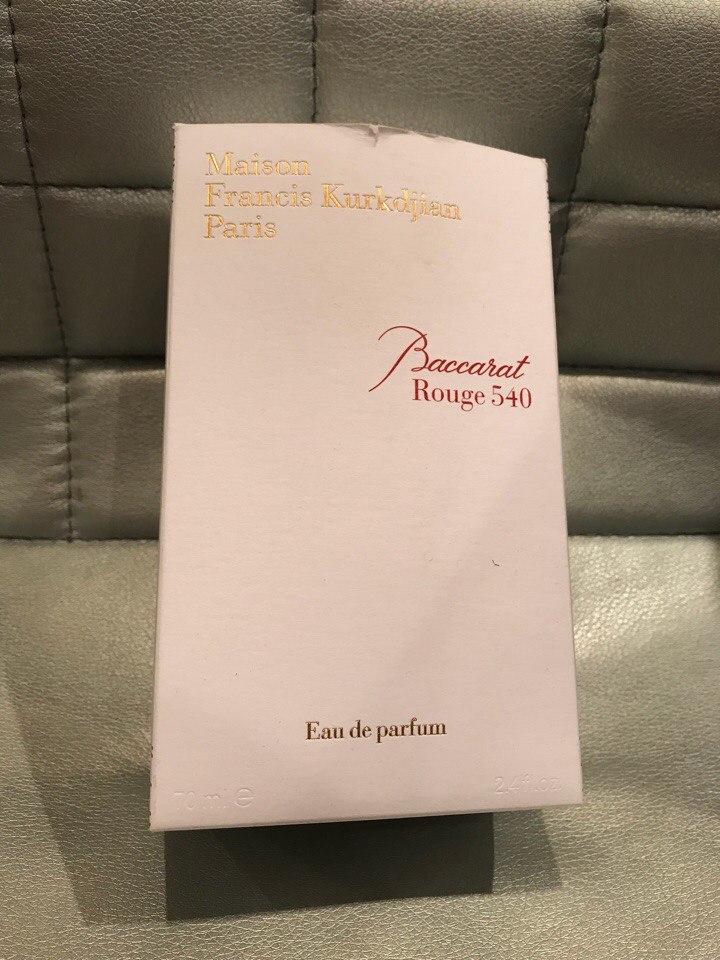 Maison
Francis Kurkdjian
Paris
Baccarat
Rouge 540
Eau de parfum
70 ml ℮ 2.4 fl.oz.